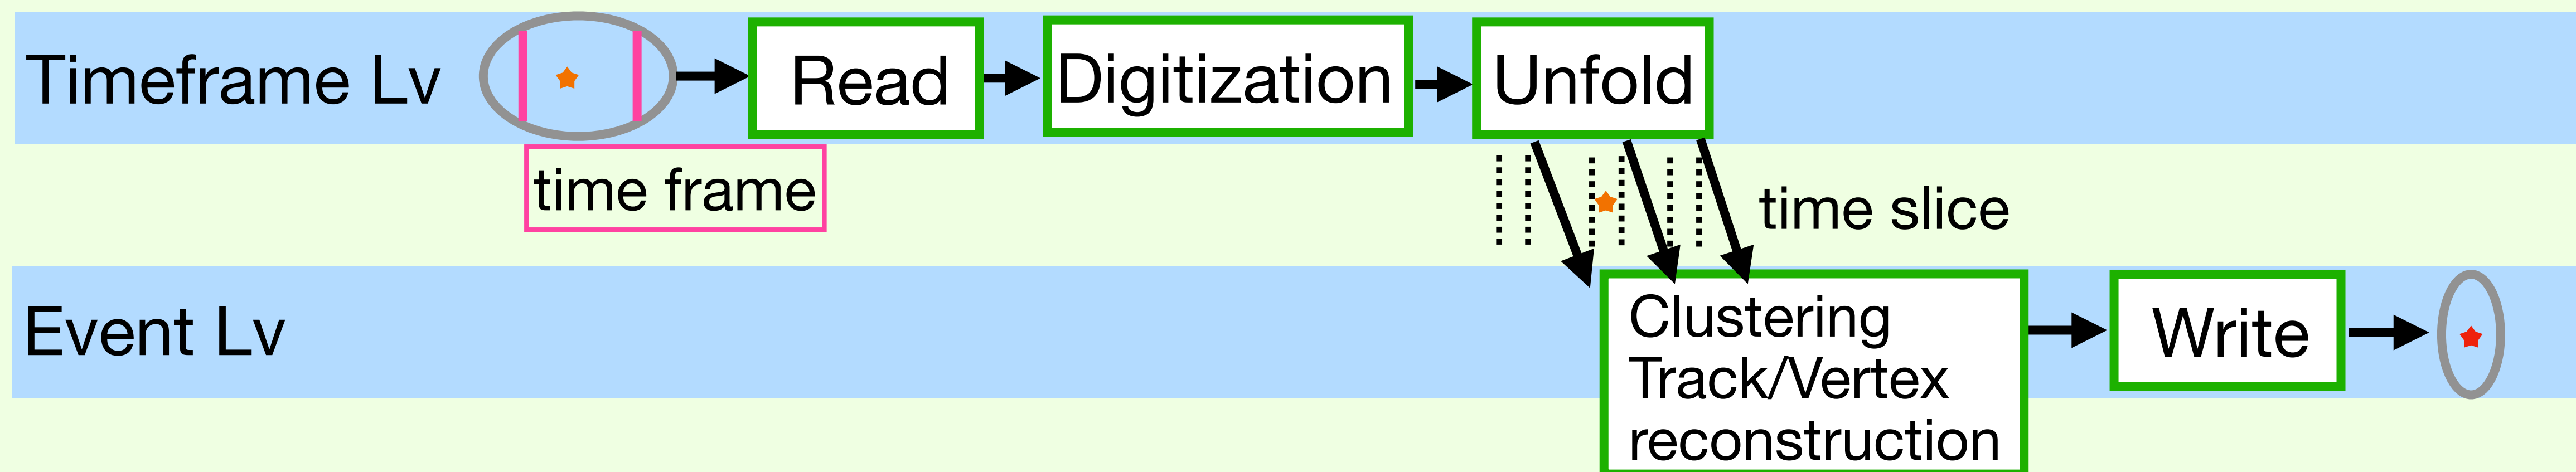 Timeframe Lv
Read
Digitization
Unfold
time frame
time slice
Event Lv
Clustering
Track/Vertex
reconstruction
Write